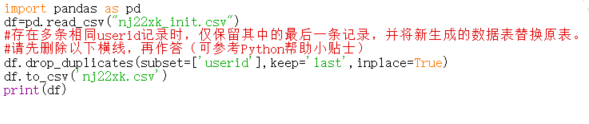 import pandas as pd
df=pd.read_csv("nj22xk_init.csv")
#存在多条相同userid记录时，仅保留其中的最后一条记录，并将新生成的数据表替换原表。
#请先删除以下横线，再作答（可参考Python帮助小贴士）
df.drop_duplicates(subset=['userid'],keep='last',inplace=True)
df.to_csv('nj22xk.csv')
print(df)